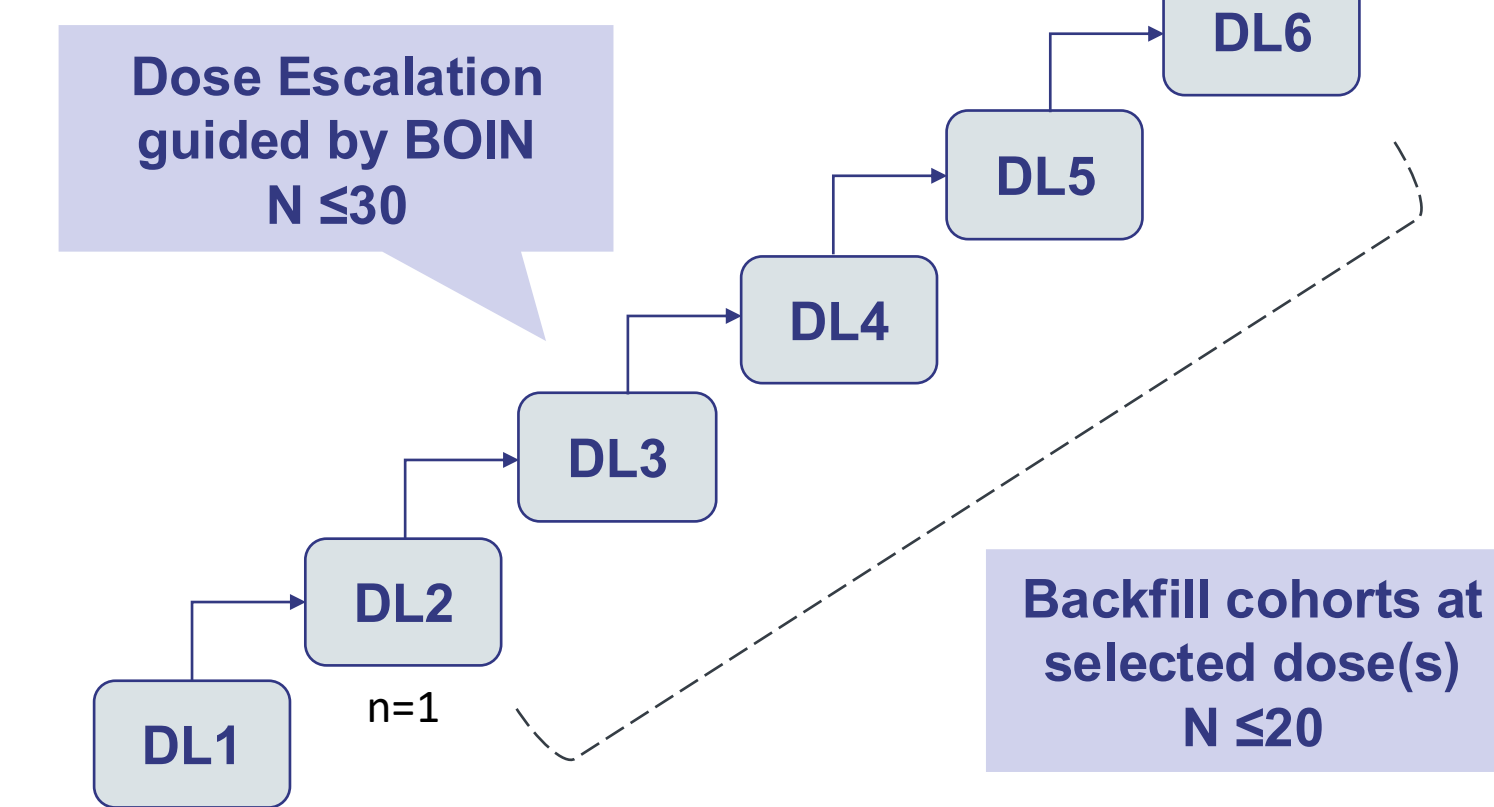 DL6
Dose Escalation
guided by BOIN
N ≤30
DL5
DL4
DL3
DL2
n=1
DL1
Backfill cohorts at
selected dose(s)
N ≤20